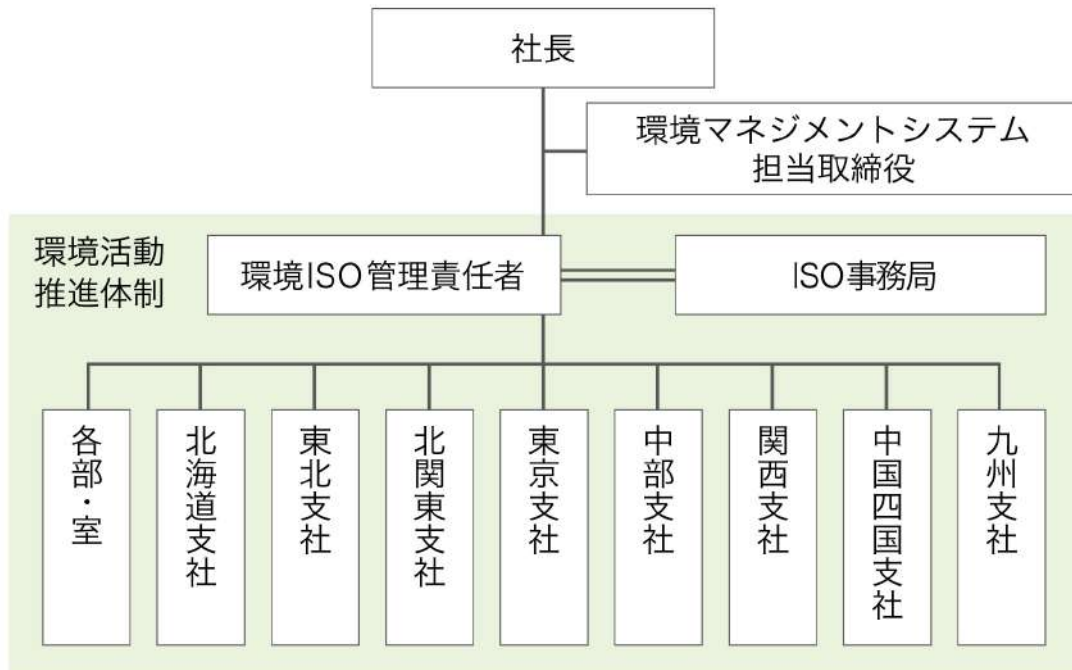 社長
環境マネジメントシステム
担当取締役
環境活動
推進体制
環境ISO管理責任者
ISO事務局
各部・室
北海道支社
東北支社
北関東支社
東京支社
中部支社
関西支社
中国四国支社
九州支社